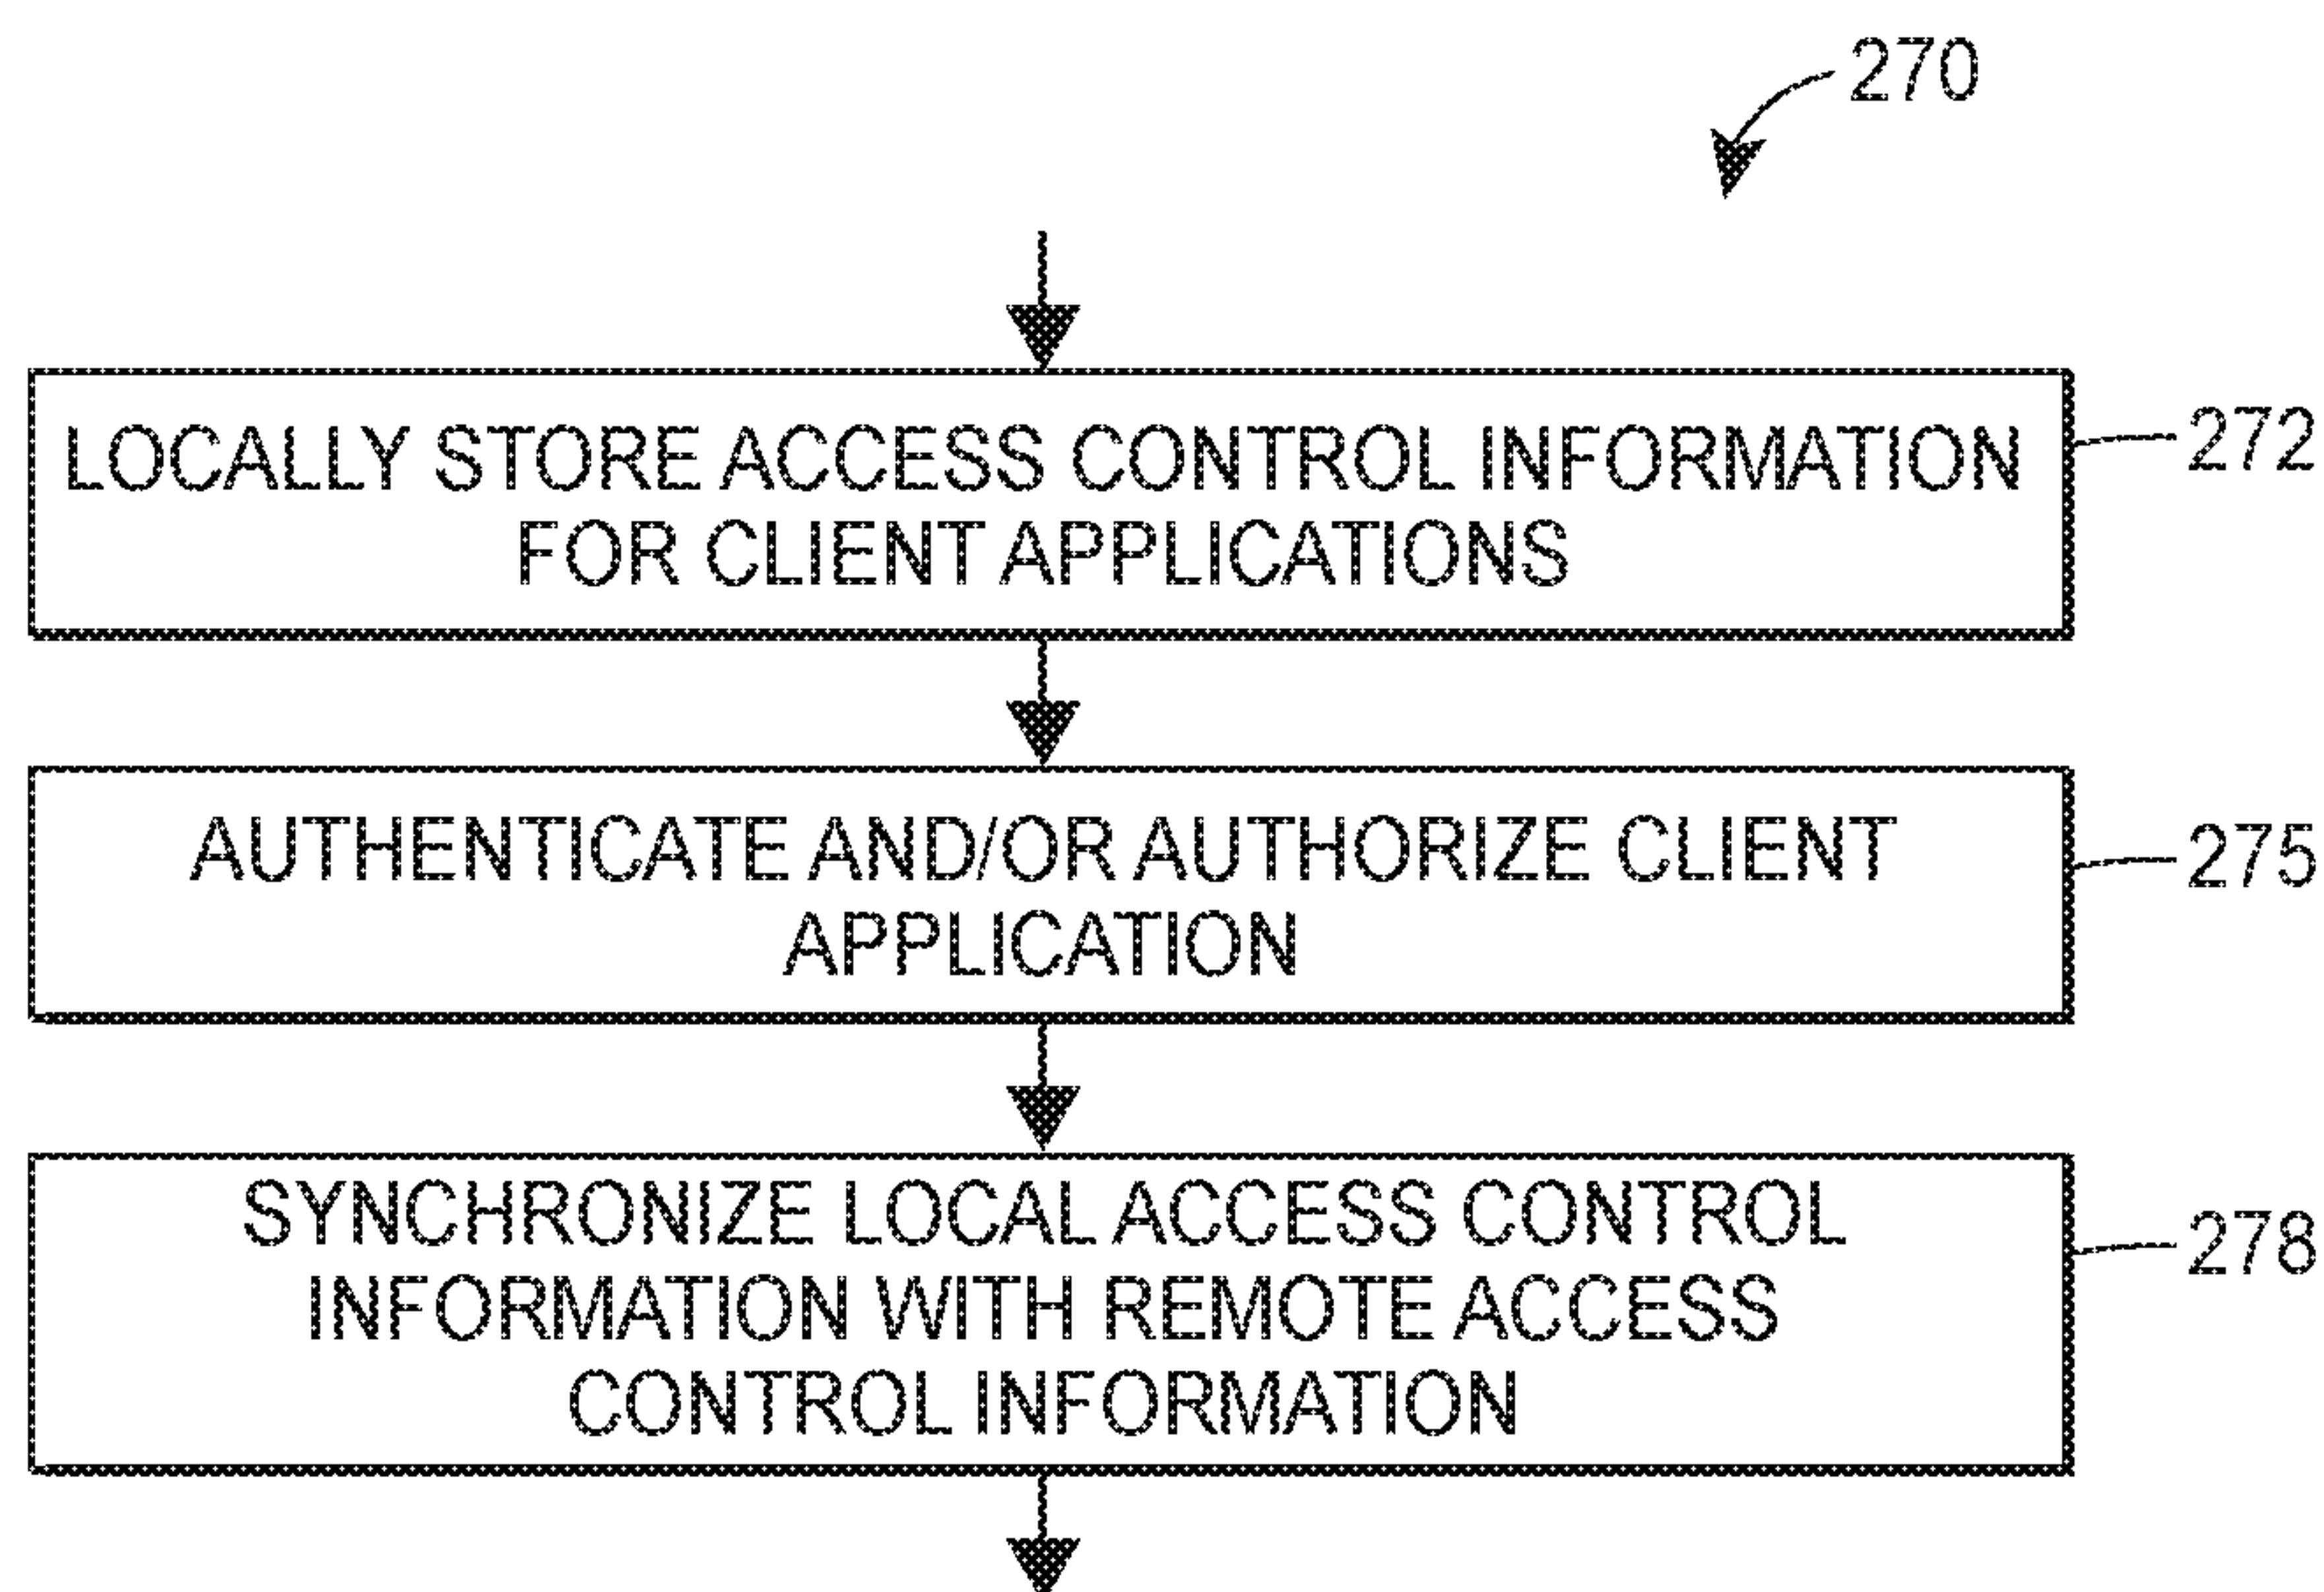 270
LOCALLY STORE ACCESS CONTROL INFORMATION
FOR CLIENT APPLICATIONS
272
AUTHENTICATE AND/OR AUTHORIZE CLIENT
APPLICATION
275
SYNCHRONIZE LOCAL ACCESS CONTROL
INFORMATION WITH REMOTE ACCESS
CONTROL INFORMATION
278